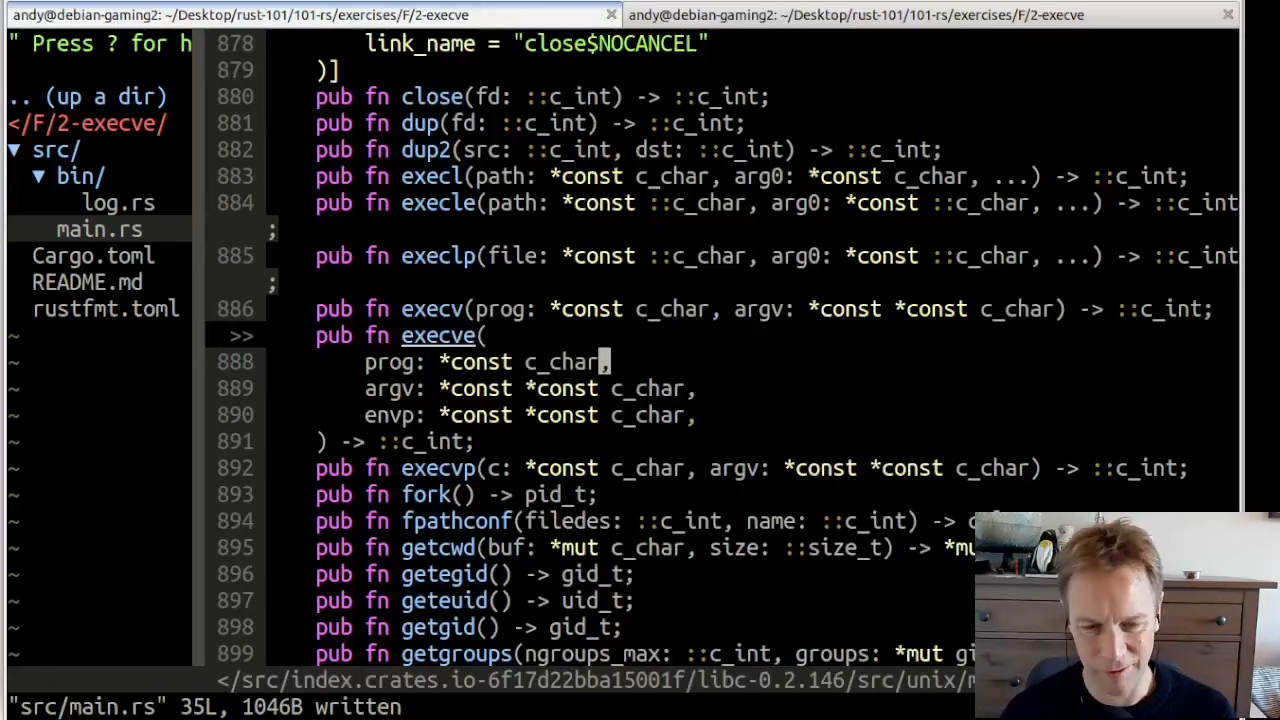 andy@debian-gaming2: ~/Desktop/rust-101/101-rs/exercises/F/2-execve
andy@debian-gaming2: ~/Desktop/rust-101/101-rs/exercises/F/2-execve
" Press ? for h
.. (up a dir)
</F/2-execve/
▼ src/
▼ bin/
log.rs
main.rs
Cargo.toml
README.md
rustfmt.toml
~
~
~
~
~
~
~
~
~
~
~
~
~
878 link_name = "close$NOCANCEL"
879 )]
880 pub fn close(fd: ::c_int) -> ::c_int;
881 pub fn dup(fd: ::c_int) -> ::c_int;
882 pub fn dup2(src: ::c_int, dst: ::c_int) -> ::c_int;
883 pub fn execl(path: *const c_char, arg0: *const c_char, ...) -> ::c_int;
884 pub fn execle(path: *const ::c_char, arg0: *const ::c_char, ...) -> ::c_int
;
885 pub fn execlp(file: *const ::c_char, arg0: *const ::c_char, ...) -> ::c_int
;
886 pub fn execv(prog: *const c_char, argv: *const *const c_char) -> ::c_int;
>> pub fn execve(
888 prog: *const c_char,
889 argv: *const *const c_char,
890 envp: *const *const c_char,
891 ) -> ::c_int;
892 pub fn execvp(c: *const c_char, argv: *const *const c_char) -> ::c_int;
893 pub fn fork() -> pid_t;
894 pub fn fpathconf(filedes: ::c_int, name: ::c_int) ->
895 pub fn getcwd(buf: *mut c_char, size: ::size_t) -> *mu
896 pub fn getegid() -> gid_t;
897 pub fn geteuid() -> uid_t;
898 pub fn getgid() -> gid_t;
899 pub fn getgroups(ngroups_max: ::c_int, groups: *mut gi
</src/index.crates.io-6f17d22bba15001f/libc-0.2.146/src/unix/m
"src/main.rs" 35L, 1046B written